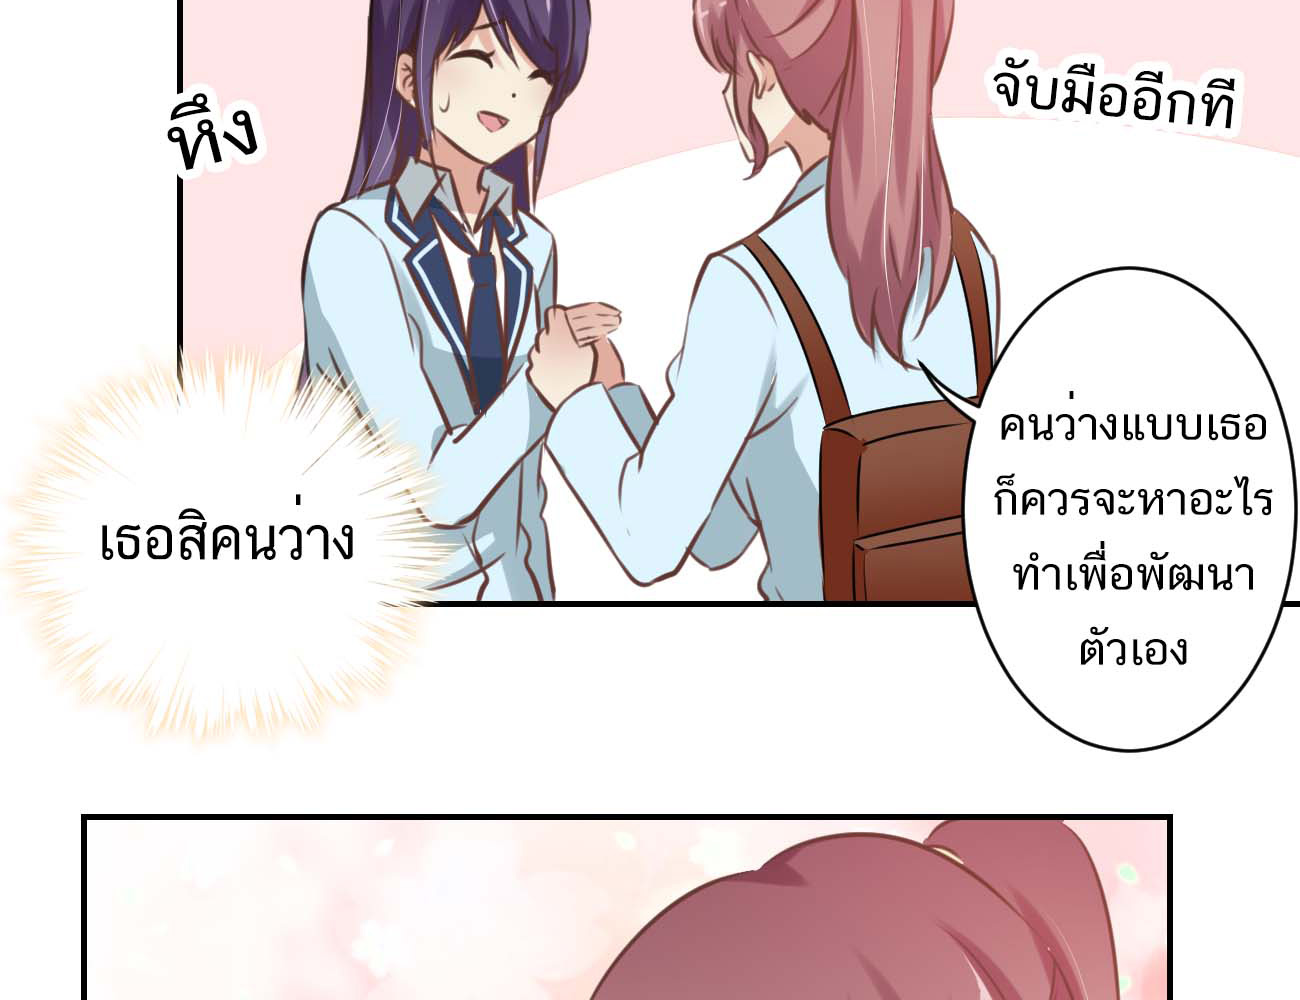 จับมืออีกที
หึง
คนว่างแบบเธอ
ก็ควรจะหาอะไร
ทำเพื่อพัฒนา
ตัวเอง
เธอสิคนว่าง